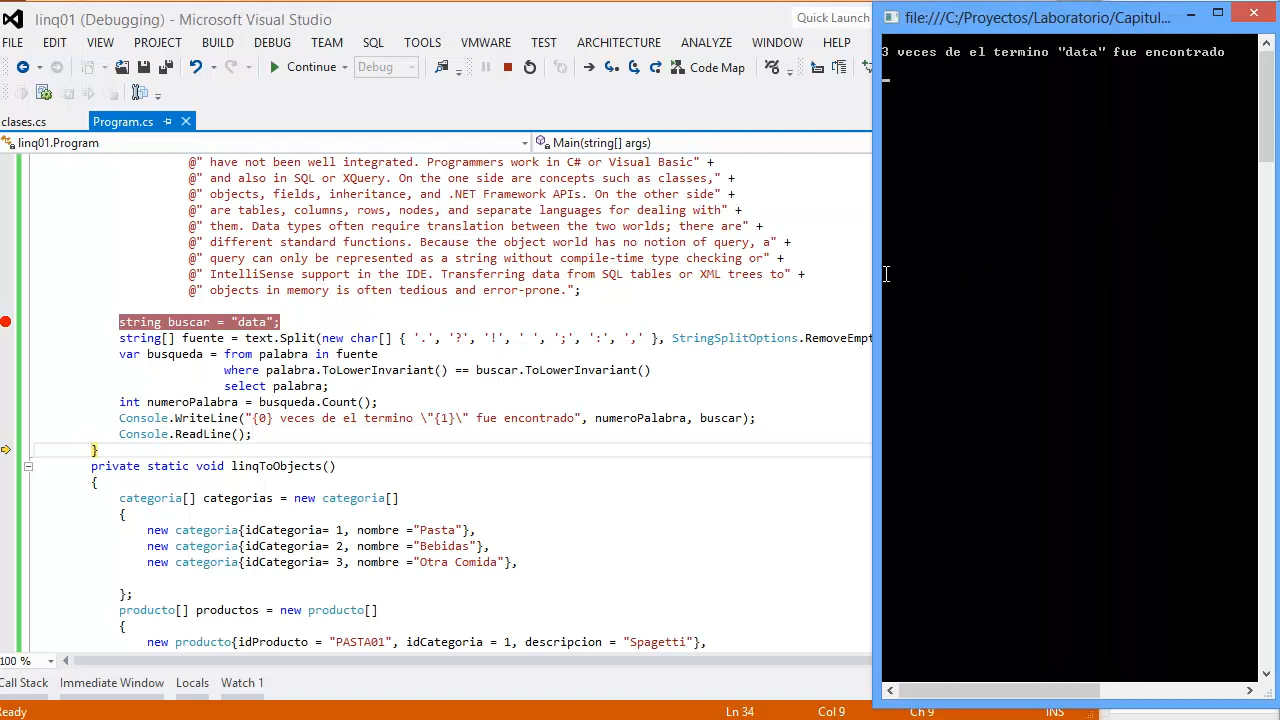 linq01 (Debugging) - Microsoft Visual Studio
Quick Launch
FILE EDIT VIEW PROJECT BUILD DEBUG TEAM SQL TOOLS VMWARE TEST ARCHITECTURE ANALYZE WINDOW HELP
Continue Debug Code Map
clases.cs Program.cs
linq01.Program Main(string[] args)
@" have not been well integrated. Programmers work in C# or Visual Basic" +
@" and also in SQL or XQuery. On the one side are concepts such as classes," +
@" objects, fields, inheritance, and .NET Framework APIs. On the other side" +
@" are tables, columns, rows, nodes, and separate languages for dealing with" +
@" them. Data types often require translation between the two worlds; there are" +
@" different standard functions. Because the object world has no notion of query, a" +
@" query can only be represented as a string without compile-time type checking or" +
@" IntelliSense support in the IDE. Transferring data from SQL tables or XML trees to" +
@" objects in memory is often tedious and error-prone.";
string buscar = "data";
string[] fuente = text.Split(new char[] { '.', '?', '!', ' ', ';', ':', ',' }, StringSplitOptions.RemoveEmpt
var busqueda = from palabra in fuente
where palabra.ToLowerInvariant() == buscar.ToLowerInvariant()
select palabra;
int numeroPalabra = busqueda.Count();
Console.WriteLine("{0} veces de el termino \"{1}\" fue encontrado", numeroPalabra, buscar);
Console.ReadLine();
}
private static void linqToObjects()
{
categoria[] categorias = new categoria[]
{
new categoria{idCategoria= 1, nombre ="Pasta"},
new categoria{idCategoria= 2, nombre ="Bebidas"},
new categoria{idCategoria= 3, nombre ="Otra Comida"},
};
producto[] productos = new producto[]
{
new producto{idProducto = "PASTA01", idCategoria = 1, descripcion = "Spagetti"},
100 %
Call Stack Immediate Window Locals Watch 1
Ready Ln 34 Col 9 Ch 9 INS
file:///C:/Proyectos/Laboratorio/Capitul...
3 veces de el termino "data" fue encontrado